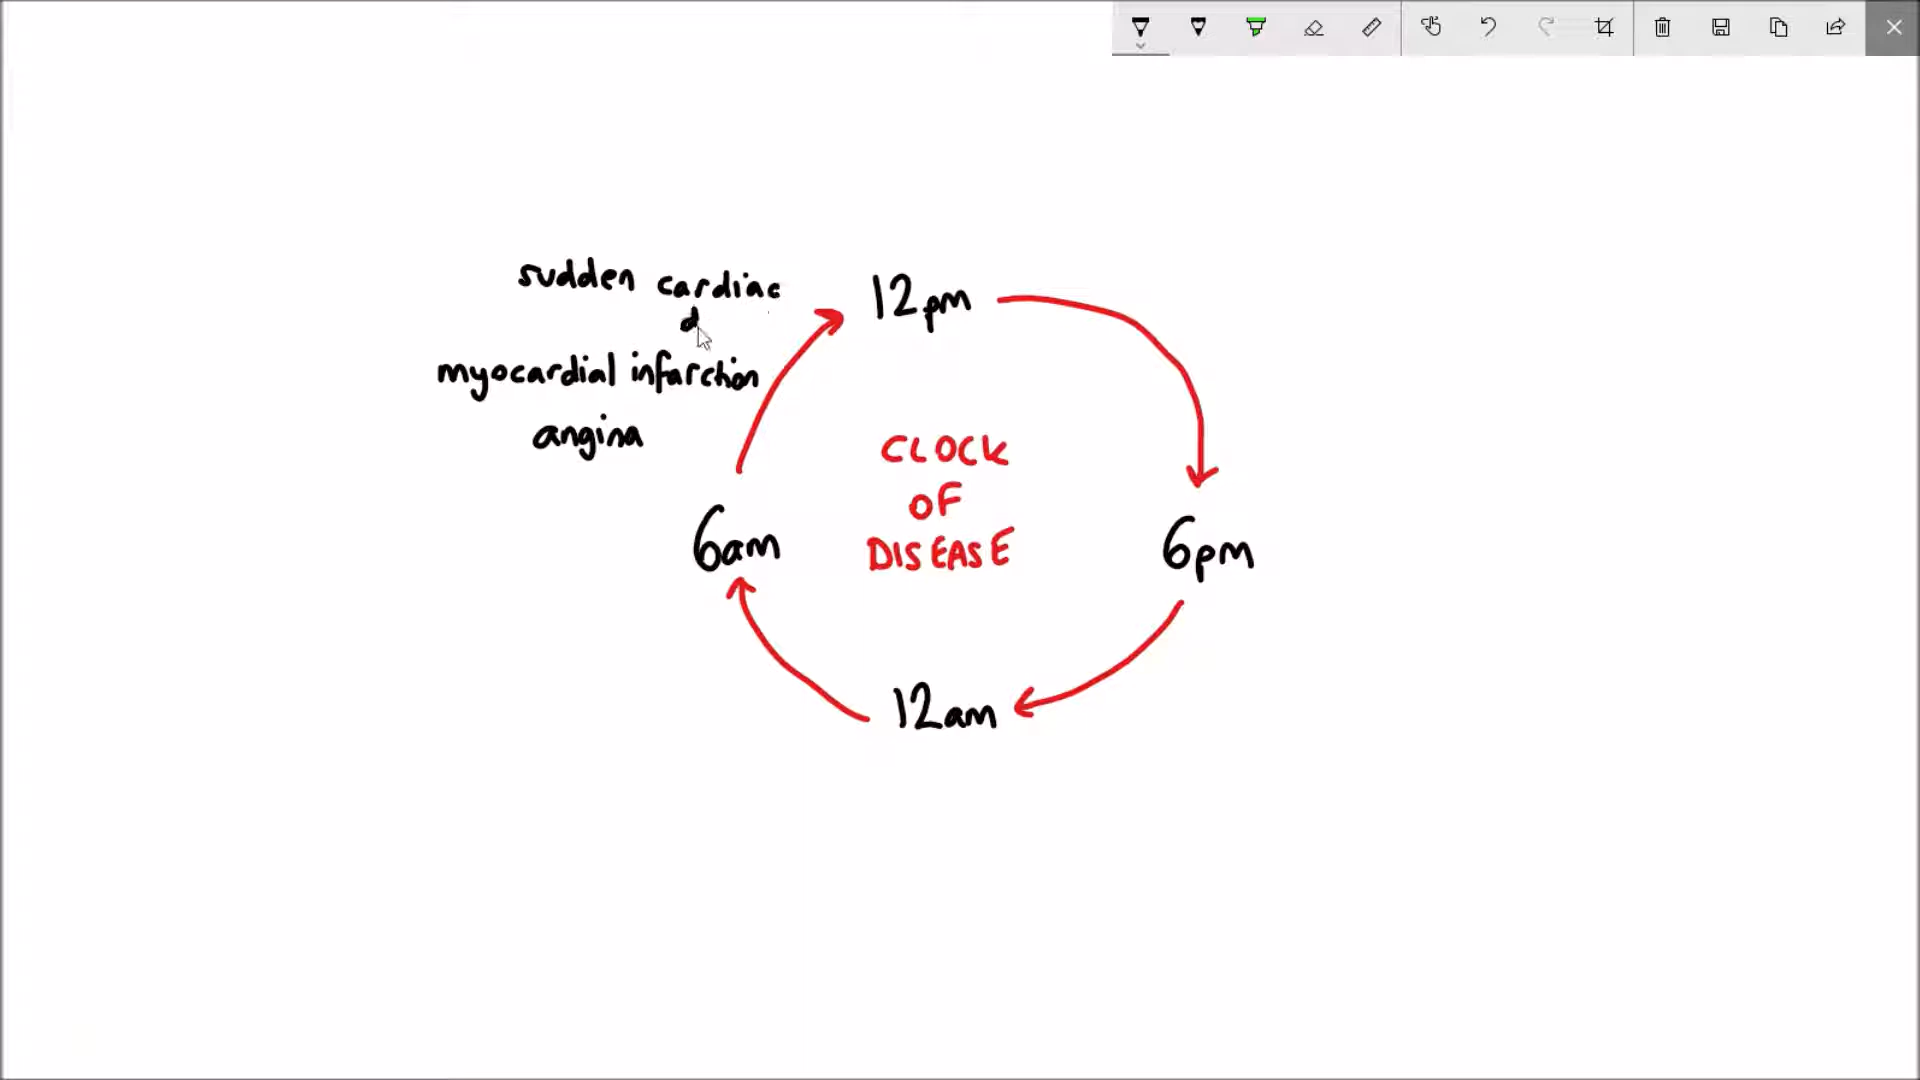 sudden cardiac
d
myocardial infarction
angina
12pm
CLOCK
OF
DISEASE
6am
6pm
12am